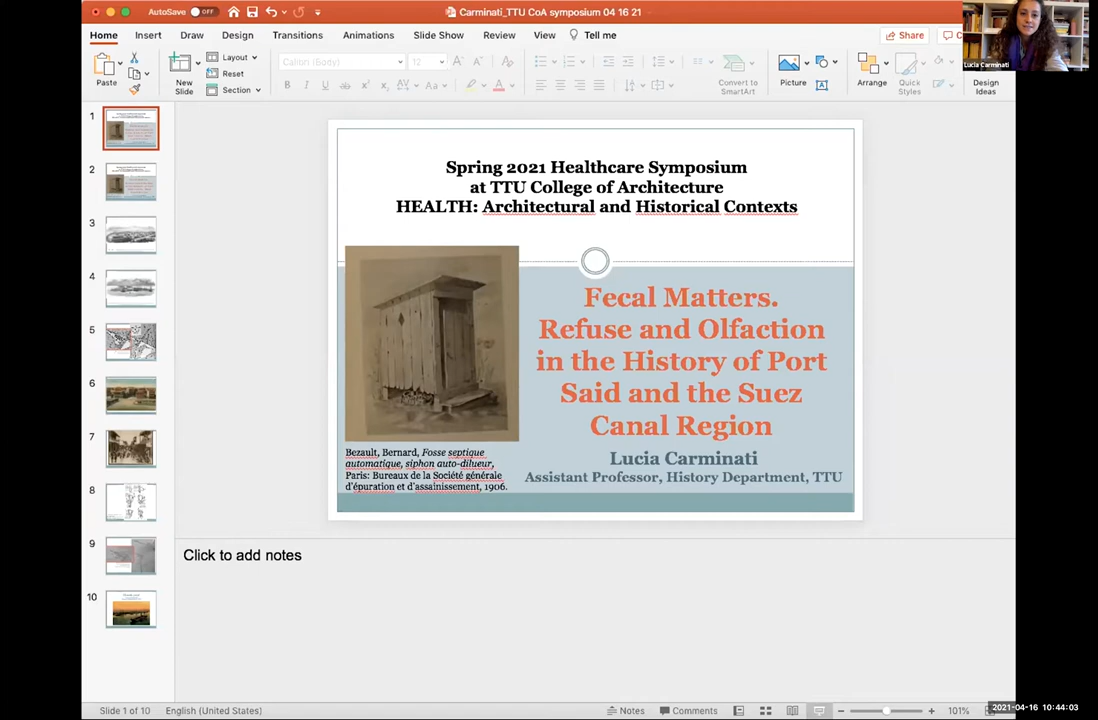 AutoSave OFF
Carminati_TTU CoA symposium 04 16 21
Home Insert Draw Design Transitions Animations Slide Show Review View Tell me
Share
Paste
New
Slide
Layout
Reset
Section
Calibri (Body) 12
Convert to
SmartArt
Picture
Arrange
Quick
Styles
Design
Ideas
Lucia Carminati
1
2
3
4
5
6
7
8
9
10
Spring 2021 Healthcare Symposium
at TTU College of Architecture
HEALTH: Architectural and Historical Contexts
Fecal Matters.
Refuse and Olfaction
in the History of Port
Said and the Suez
Canal Region
Lucia Carminati
Assistant Professor, History Department, TTU
Bezault, Bernard, Fosse septique
automatique, siphon auto-dilueur,
Paris: Bureaux de la Société générale
d'épuration et d'assainissement, 1906.
Click to add notes
Slide 1 of 10 English (United States)
Notes Comments
101%
2021-04-16 10:44:03